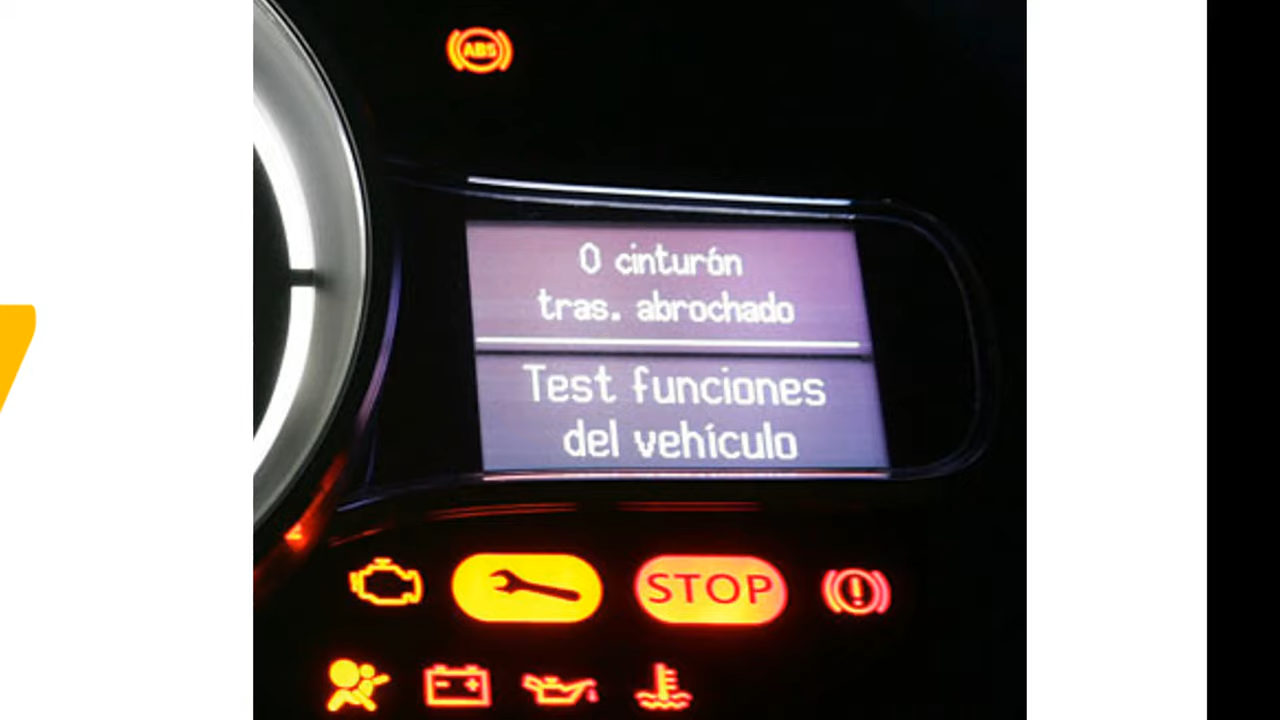 ABS
0 cinturón
tras. abrochado
Test funciones
del vehículo
STOP